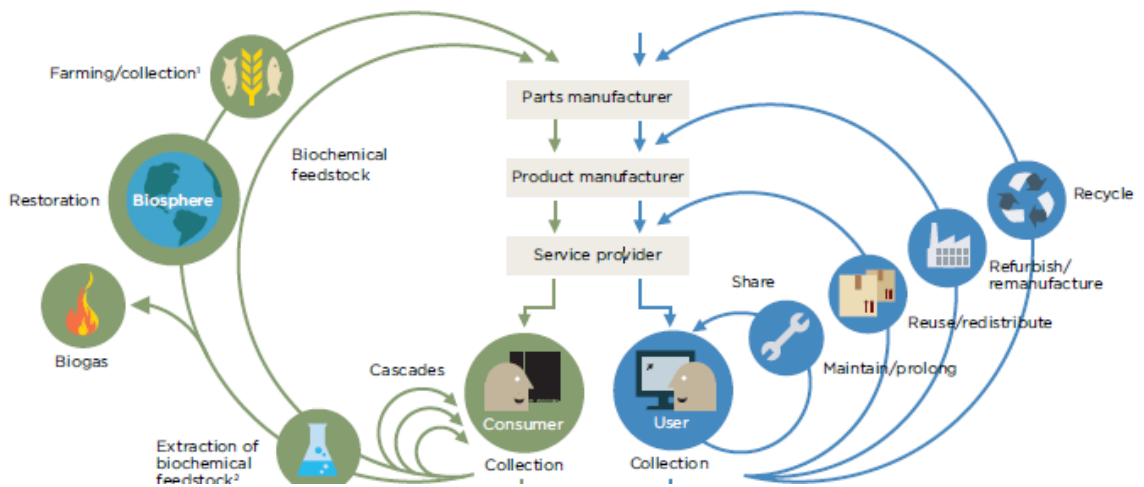 Farming/collection¹
Parts manufacturer
Biochemical
feedstock
Product manufacturer
Restoration
Biosphere
Recycle
Service provider
Refurbish/
remanufacture
Share
Biogas
Reuse/redistribute
Cascades
Maintain/prolong
Consumer
User
Extraction of
biochemical
feedstock²
Collection
Collection